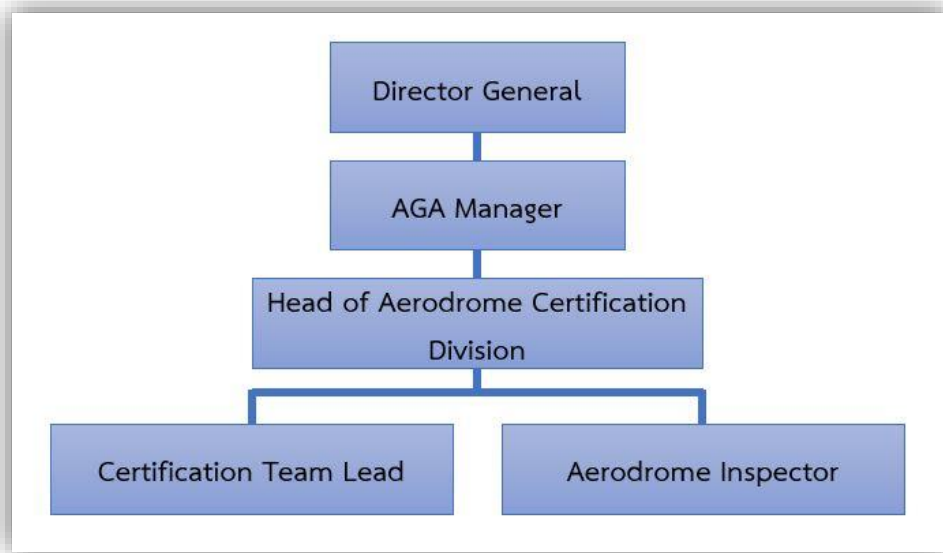 Director General
AGA Manager
Head of Aerodrome Certification
Division
Certification Team Lead
Aerodrome Inspector